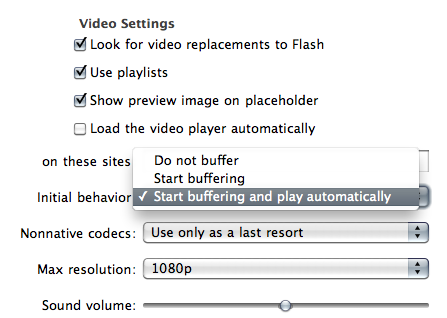 Video Settings
Look for video replacements to Flash
Use playlists
Show preview image on placeholder
Load the video player automatically
on these sites
Do not buffer
Start buffering
Initial behavior
✓ Start buffering and play automatically
Nonnative codecs: Use only as a last resort
Max resolution: 1080p
Sound volume: